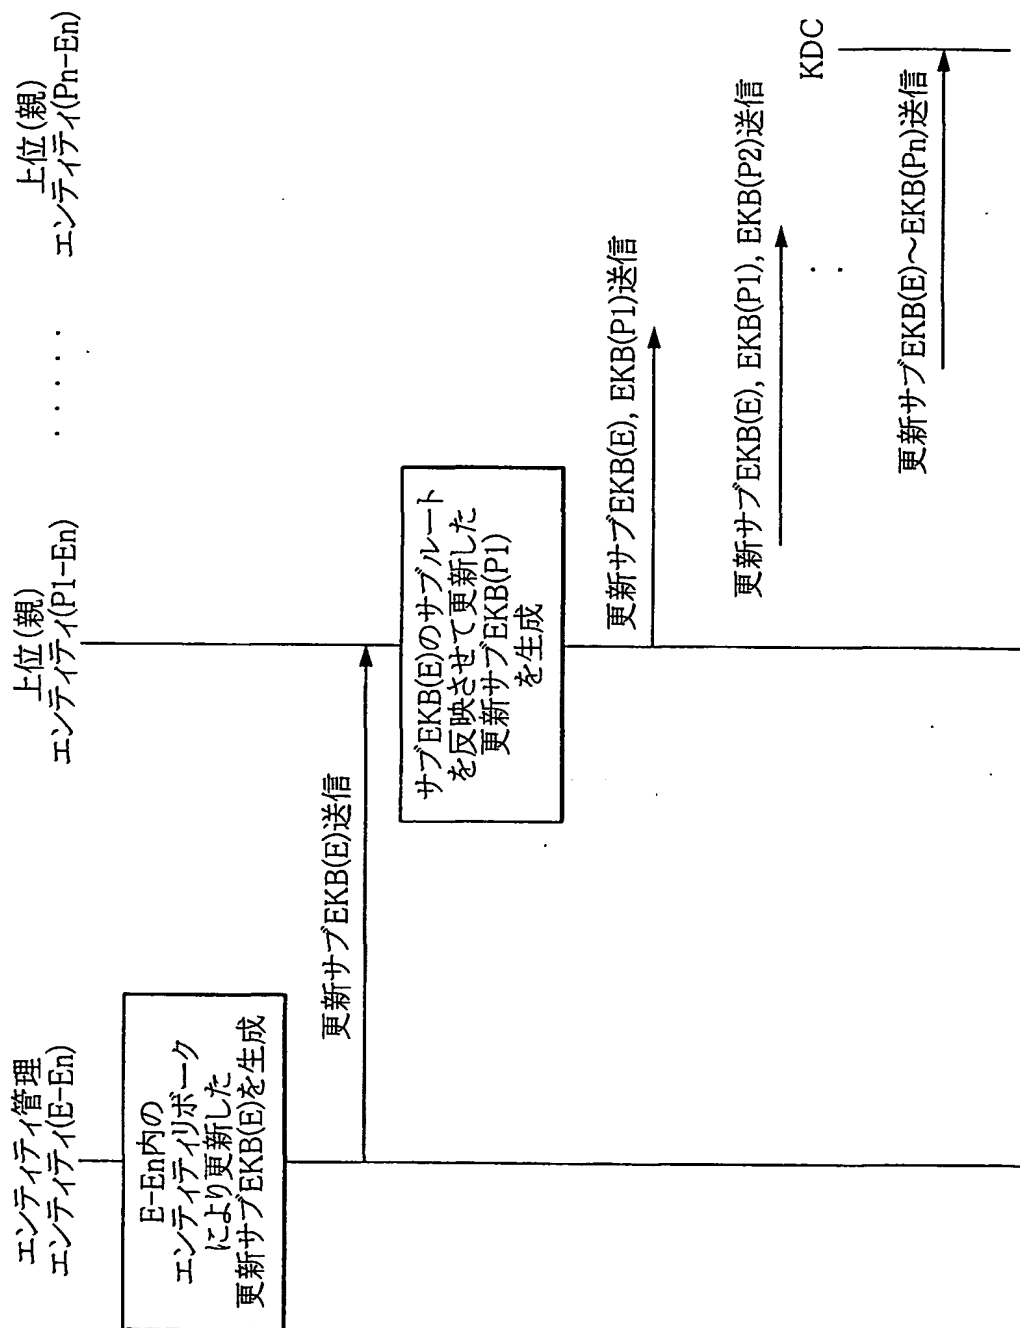 エンティティ管理
エンティティ(E-En)
上位(親)
エンティティ(P1-En)
・・・・・
上位(親)
エンティティ(Pn-En)
E-En内の
エンティティリボーク
により更新した
更新サブEKB(E)を生成
更新サブEKB(E)送信
サブEKB(E)のサブルート
を反映させて更新した
更新サブEKB(P1)
を生成
更新サブEKB(E), EKB(P1)送信
更新サブEKB(E), EKB(P1), EKB(P2)送信
・・
KDC
更新サブEKB(E)〜EKB(Pn)送信